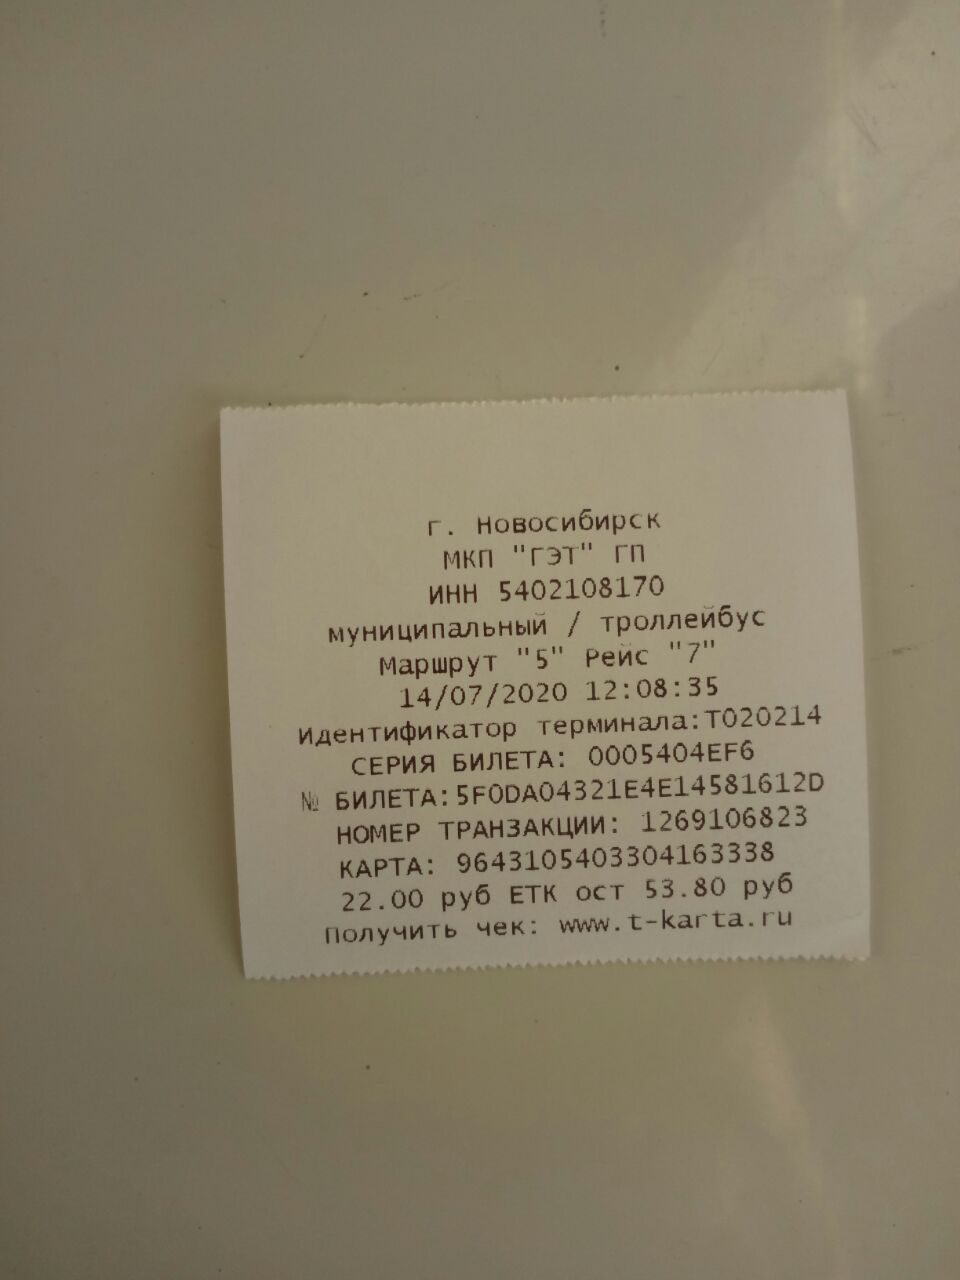 г. Новосибирск
МКП "ГЭТ" ГП
ИНН 5402108170
муниципальный / троллейбус
Маршрут "5" Рейс "7"
14/07/2020 12:08:35
Идентификатор терминала:T020214
СЕРИЯ БИЛЕТА: 0005404EF6
№ БИЛЕТА:5F0DA04321E4E14581612D
НОМЕР ТРАНЗАКЦИИ: 1269106823
КАРТА: 9643105403304163338
22.00 руб ЕТК ост 53.80 руб
Получить чек: www.t-karta.ru